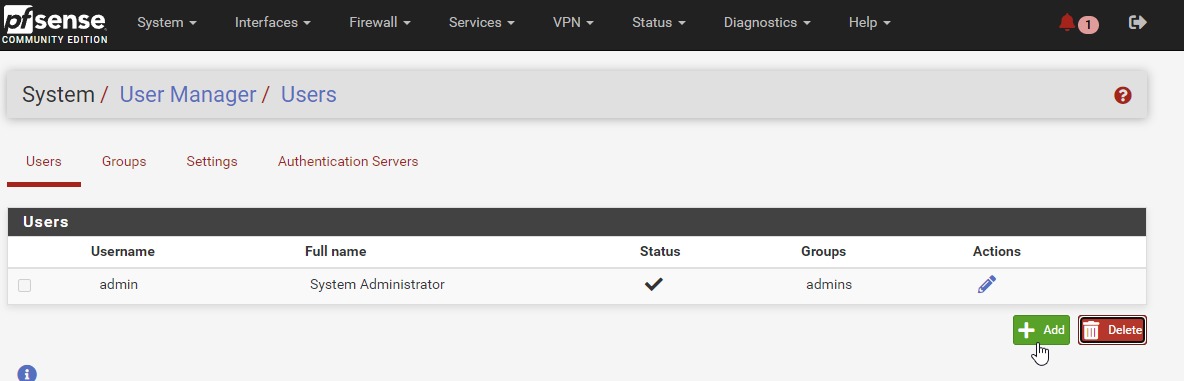 pfsense
COMMUNITY EDITION
System Interfaces Firewall Services VPN Status Diagnostics Help 1
System / User Manager / Users
Users Groups Settings Authentication Servers
Users
Username Full name Status Groups Actions
admin System Administrator admins
Add Delete